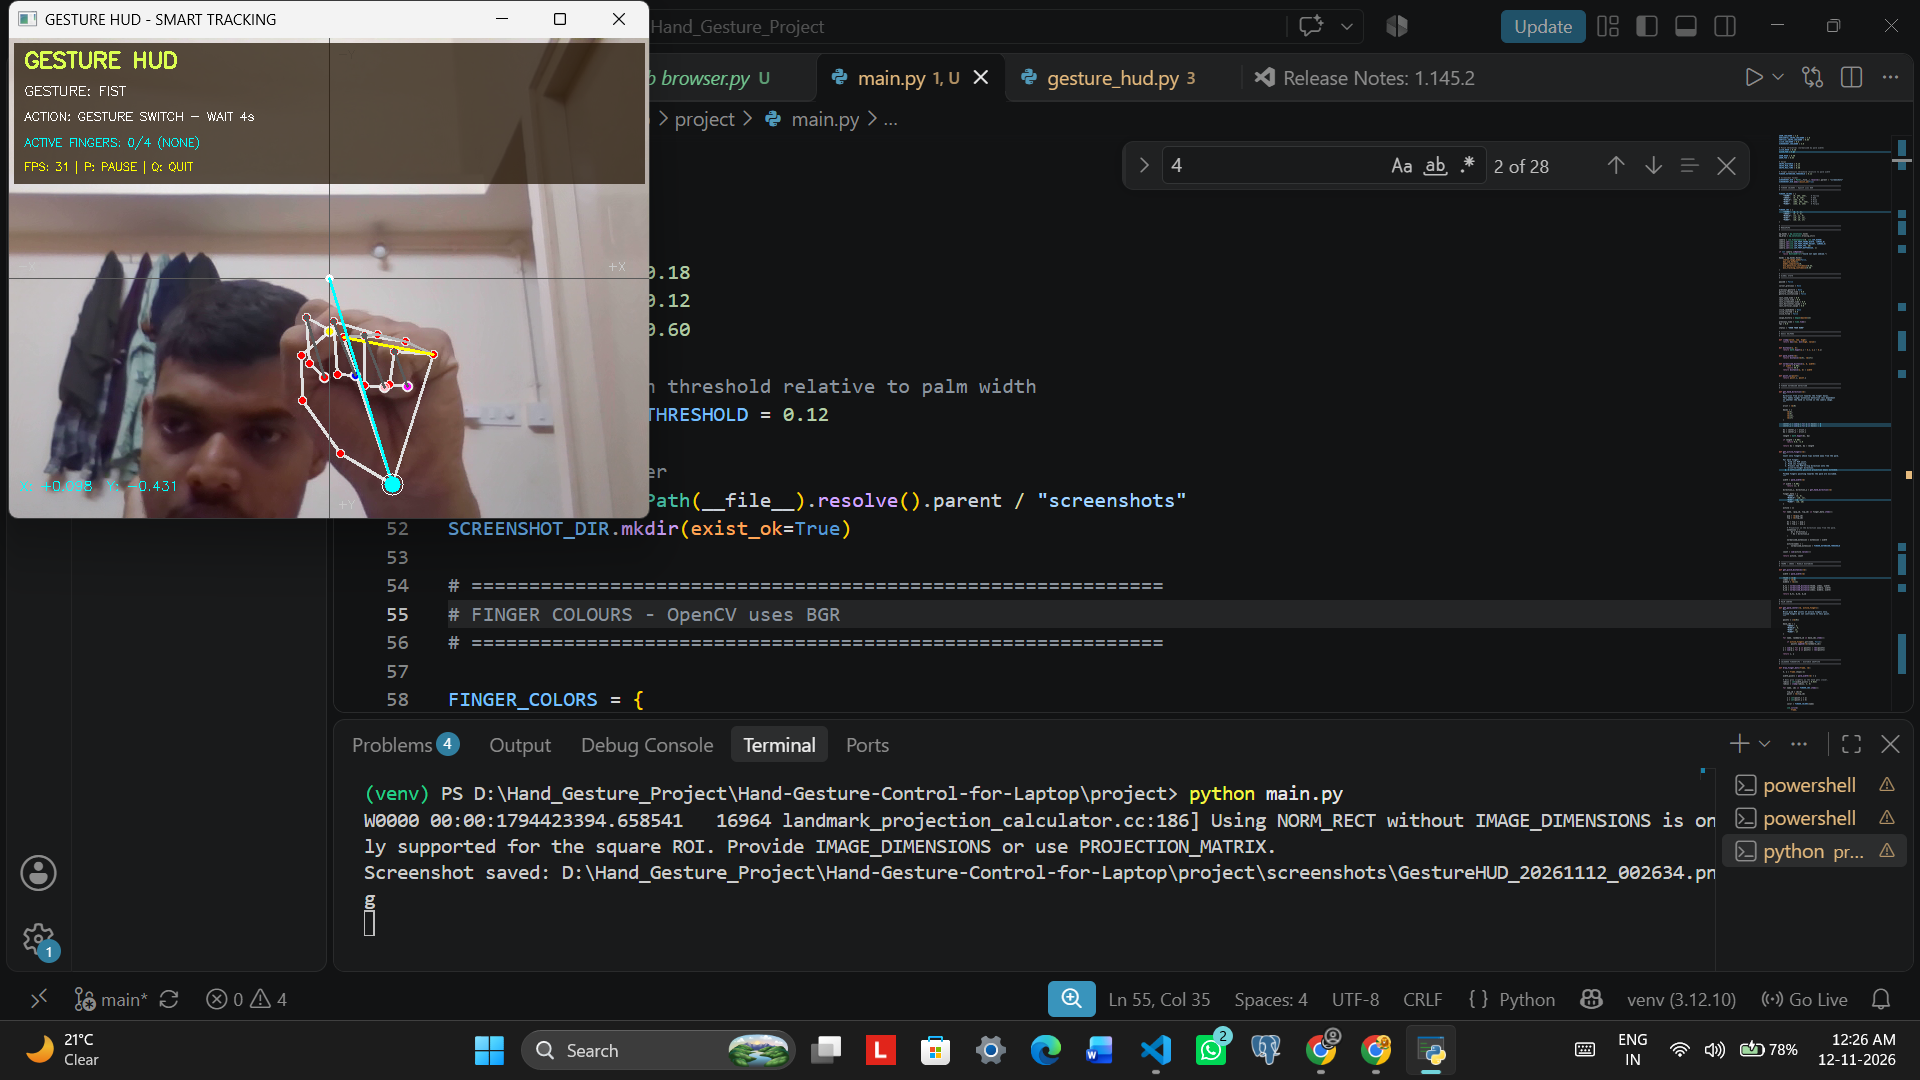 GESTURE HUD - SMART TRACKING
GESTURE HUD
GESTURE: FIST
ACTION: GESTURE SWITCH - WAIT 4s
ACTIVE FINGERS: 0/4 (NONE)
FPS: 31 | P: PAUSE | Q: QUIT
+X
X: +0.098 Y: -0.431
+Y
Hand_Gesture_Project
Update
browser.py U
main.py 1, U
gesture_hud.py 3
Release Notes: 1.145.2
project > main.py > ...
4
Aa ab .*
2 of 28
0.18
0.12
0.60
threshold relative to palm width
THRESHOLD = 0.12
er
Path(__file__).resolve().parent / "screenshots"
52 SCREENSHOT_DIR.mkdir(exist_ok=True)
53
54 # ============================================================
55 # FINGER COLOURS - OpenCV uses BGR
56 # ============================================================
57
58 FINGER_COLORS = {
Problems 4 Output Debug Console Terminal Ports
(venv) PS D:\Hand_Gesture_Project\Hand-Gesture-Control-for-Laptop\project> python main.py
W0000 00:00:1794423394.658541 16964 landmark_projection_calculator.cc:186] Using NORM_RECT without IMAGE_DIMENSIONS is on
ly supported for the square ROI. Provide IMAGE_DIMENSIONS or use PROJECTION_MATRIX.
Screenshot saved: D:\Hand_Gesture_Project\Hand-Gesture-Control-for-Laptop\project\screenshots\GestureHUD_20261112_002634.pn
g
powershell
powershell
python pr...
1
main* 0 4
Ln 55, Col 35 Spaces: 4 UTF-8 CRLF { } Python venv (3.12.10) Go Live
21°C
Clear
Search
L
W
2
ENG
IN
78%
12:26 AM
12-11-2026